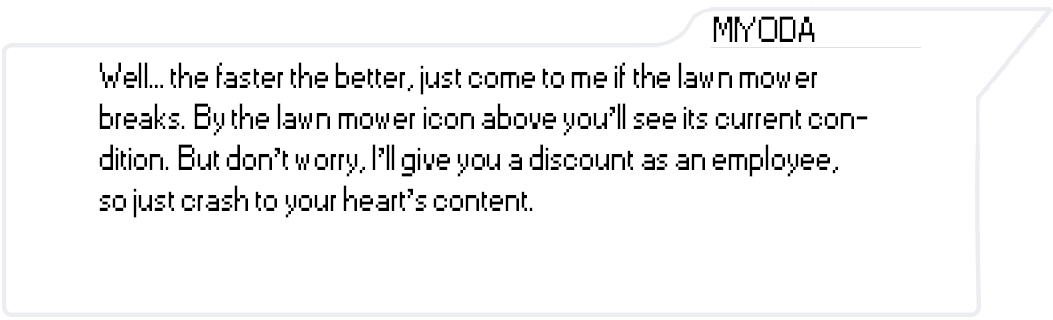 MIYODA
Well... the faster the better, just come to me if the lawn mower
breaks. By the lawn mower icon above you'll see its current con-
dition. But don't worry, I'll give you a discount as an employee,
so just crash to your heart's content.